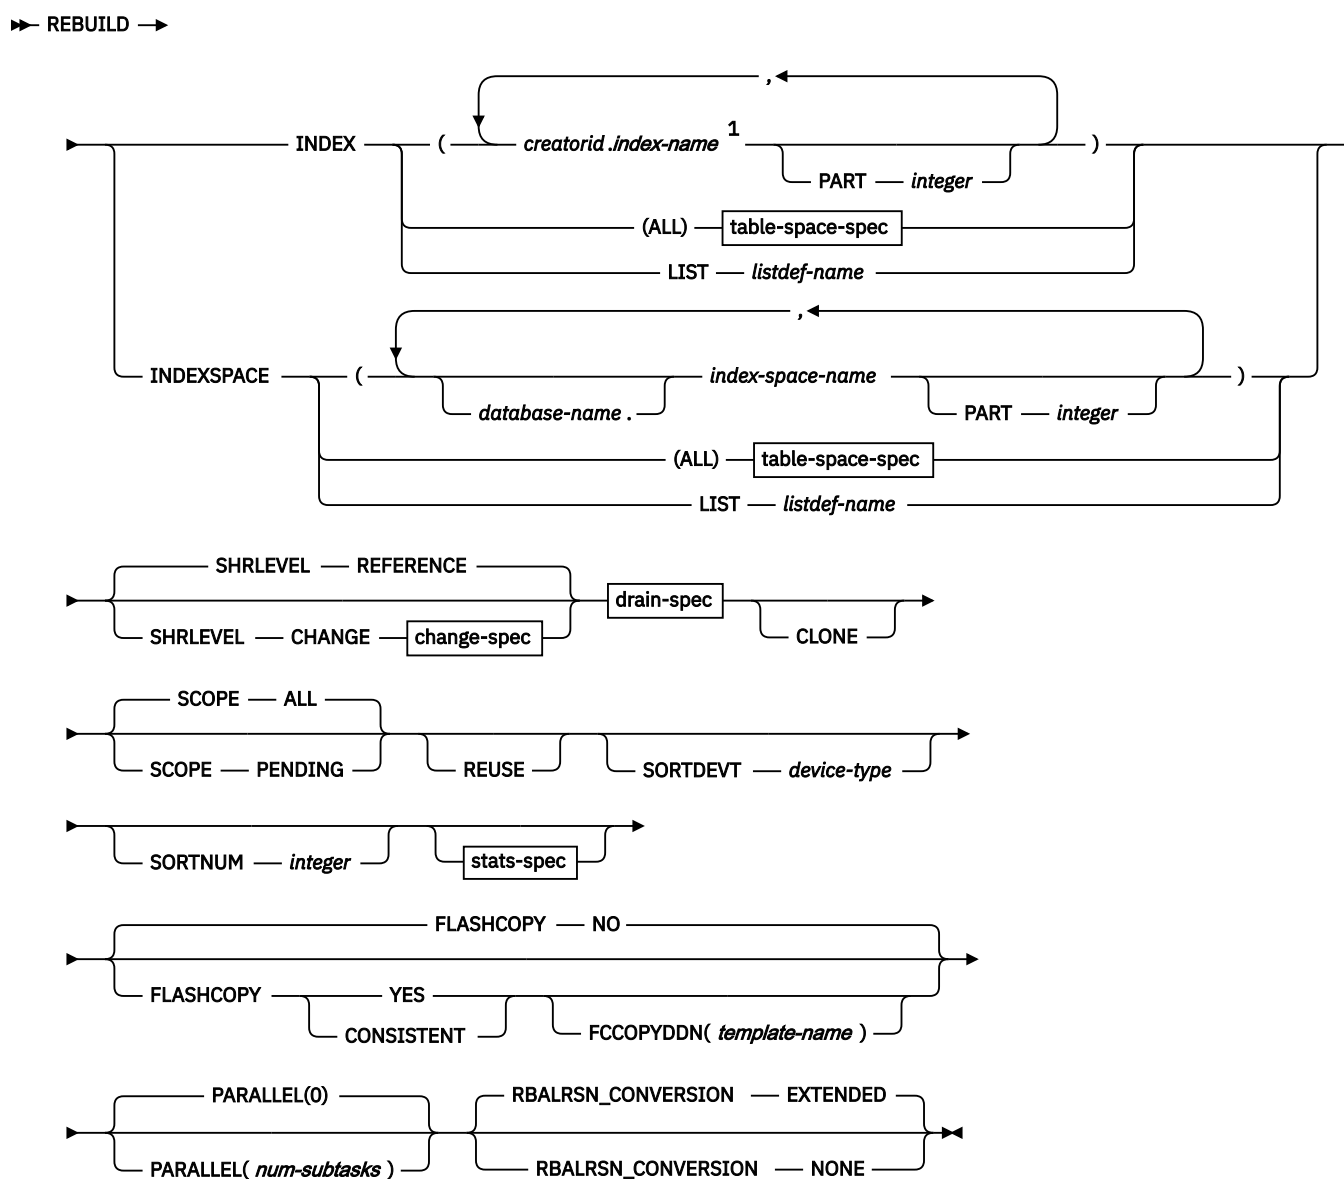 REBUILD
,
INDEX ( creatorid.index-name 1 )
PART integer
(ALL) table-space-spec
LIST listdef-name
,
INDEXSPACE ( index-space-name )
database-name. PART integer
(ALL) table-space-spec
LIST listdef-name
SHRLEVEL REFERENCE
drain-spec
SHRLEVEL CHANGE change-spec CLONE
SCOPE ALL
SCOPE PENDING REUSE SORTDEVT device-type
SORTNUM integer stats-spec
FLASHCOPY NO
FLASHCOPY YES
CONSISTENT FCCOPYDDN( template-name )
PARALLEL(0) RBALRSN_CONVERSION EXTENDED
PARALLEL( num-subtasks ) RBALRSN_CONVERSION NONE